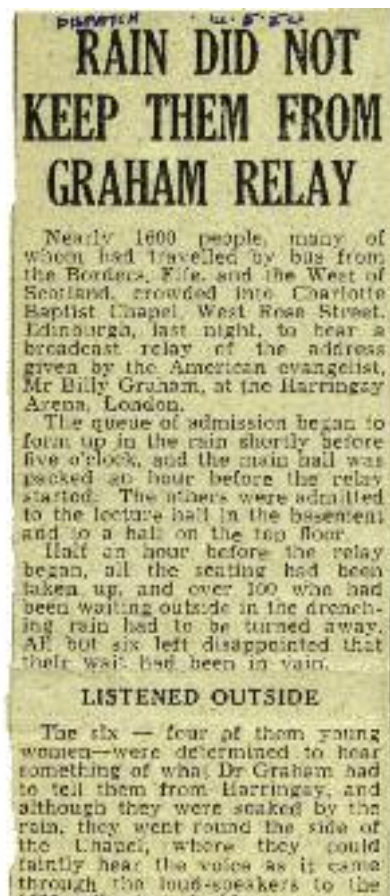 DISPATCH
RAIN DID NOT
KEEP THEM FROM
GRAHAM RELAY
Nearly 1600 people, many of
whom had travelled by bus from
the Borders, Fife, and the West of
Scotland, crowded into Charlotte
Baptist Chapel, West Rose Street,
Edinburgh, last night, to hear a
broadcast relay of the address
given by the American evangelist,
Mr Billy Graham, at the Harringay
Arena, London.
The queue of admission began to
form up in the rain shortly before
five o'clock, and the main hall was
packed an hour before the relay
started. The others were admitted
to the lecture hall in the basement
and to a hall on the top floor.
Half an hour before the relay
began, all the seating had been
taken up, and over 100 who had
been waiting outside in the drench-
ing rain had to be turned away.
All but six left disappointed that
their wait had been in vain.
LISTENED OUTSIDE
The six — four of them young
women—were determined to hear
something of what Dr Graham had
to tell them from Harringay, and
although they were soaked by the
rain, they went round the side of
the Chapel, where they could
faintly hear the voice as it came
through the loud-speakers to the